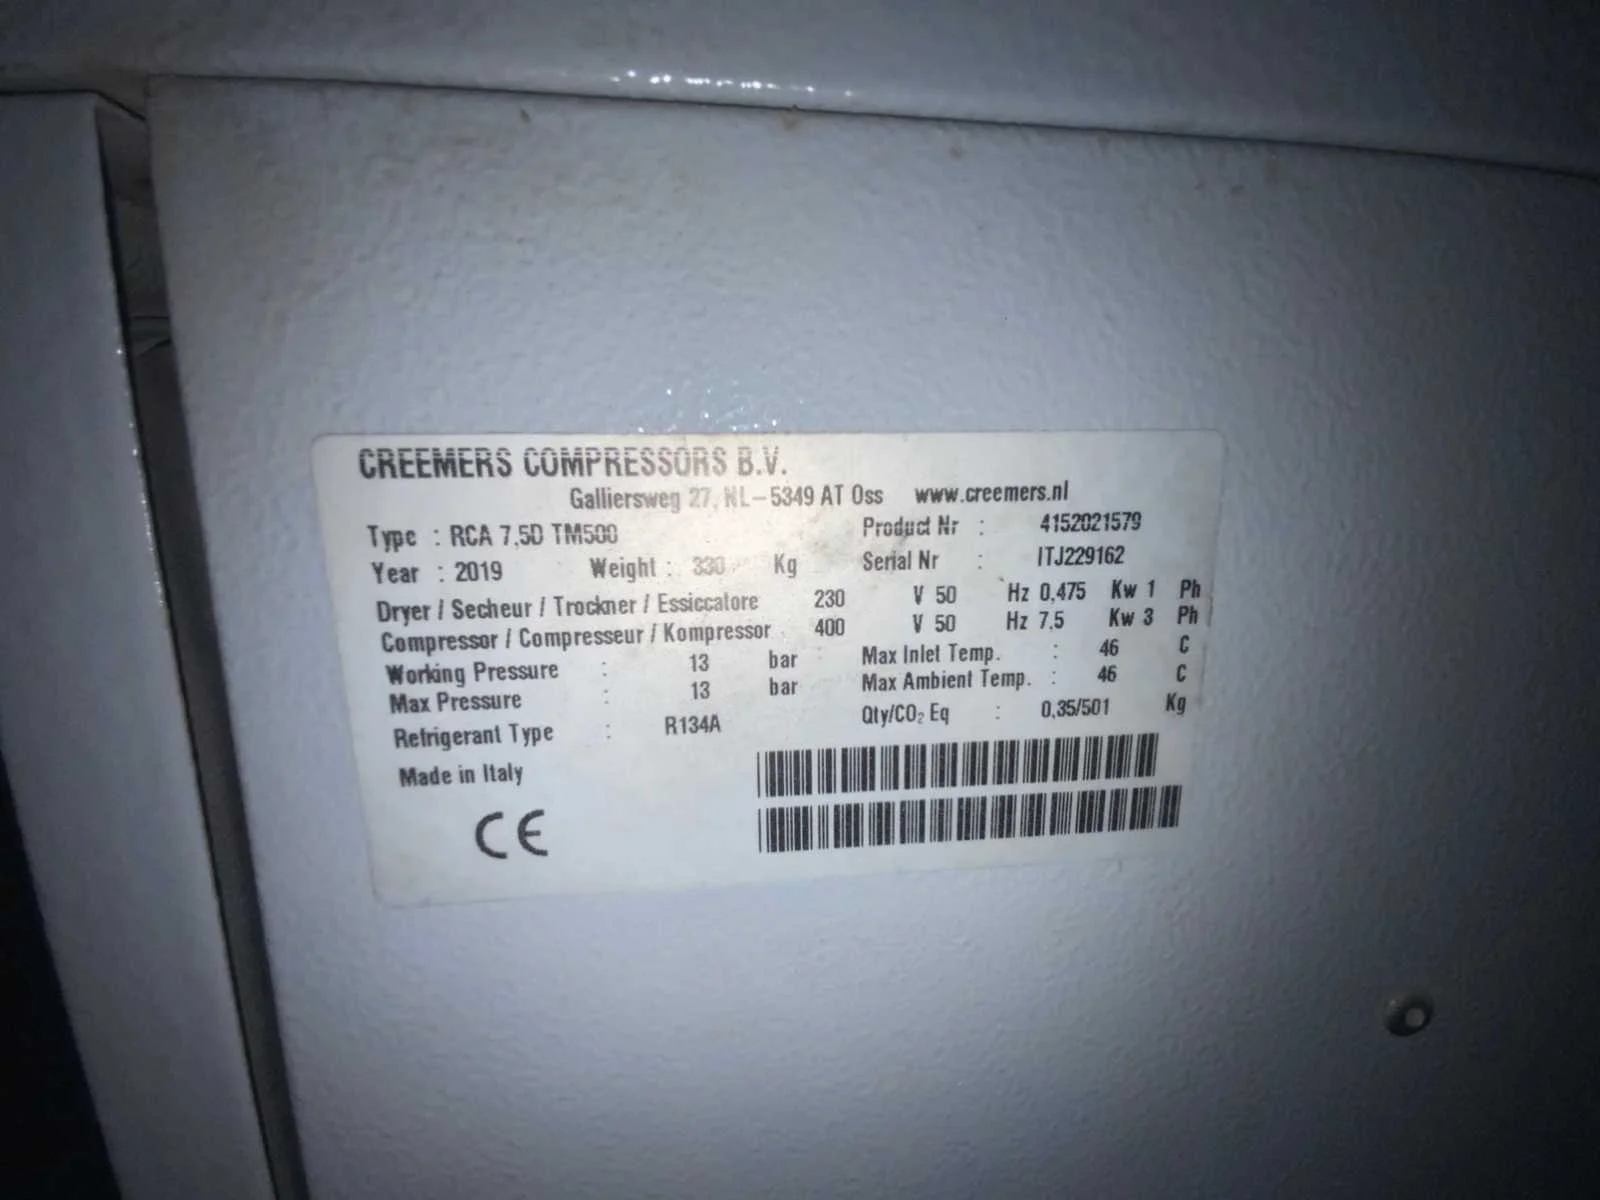 CREEMERS COMPRESSORS B.V.
Galliersweg 27, NL-5349 AT Oss www.creemers.nl
Type : RCA 7,5D TM500 Product Nr : 4152021579
Year : 2019 Weight : 330 Kg Serial Nr : ITJ229162
Dryer / Secheur / Trockner / Essiccatore 230 V 50 Hz 0,475 Kw 1 Ph
Compressor / Compresseur / Kompressor 400 V 50 Hz 7,5 Kw 3 Ph
Working Pressure : 13 bar Max Inlet Temp. : 46 C
Max Pressure : 13 bar Max Ambient Temp. : 46 C
Refrigerant Type : R134A Qty/CO₂ Eq : 0,35/501 Kg
Made in Italy
CE